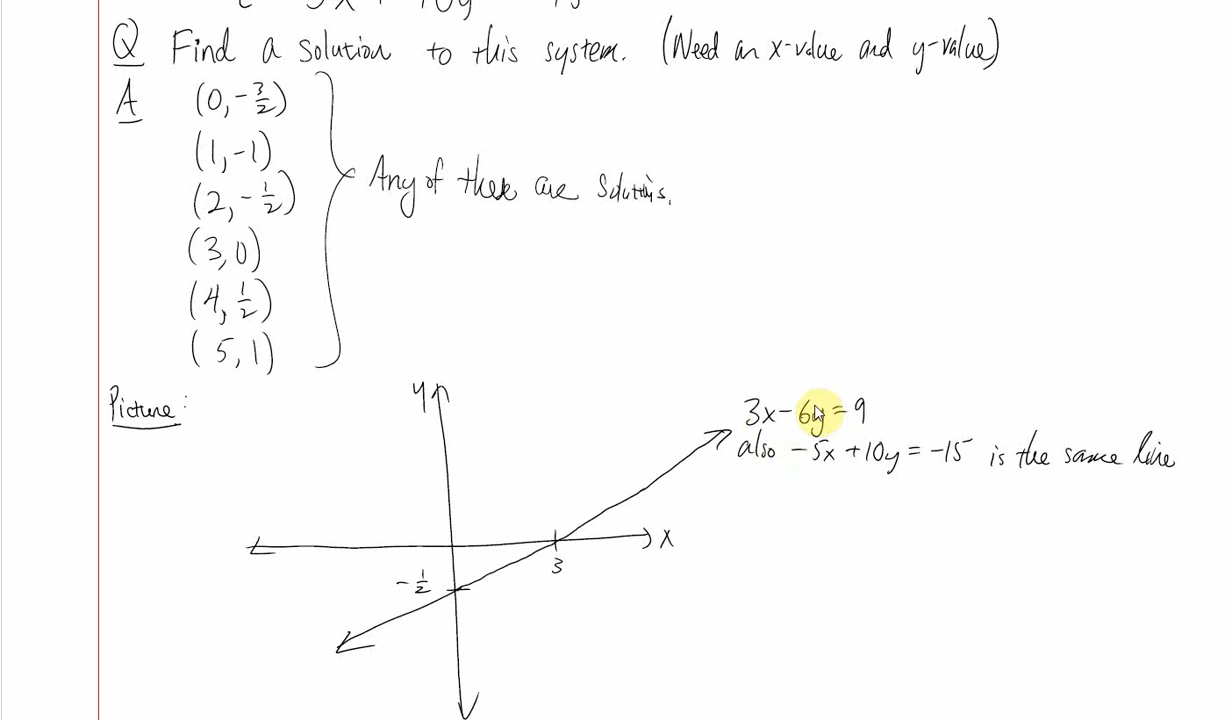 Q Find a solution to this system. (Need an x-value and y-value)
A (0, -3/2)
(1, -1)
(2, -1/2)
(3, 0)
(4, 1/2)
(5, 1)
Any of these are solutions.
Picture:
y
3x - 6y = 9
also -5x + 10y = -15 is the same line
x
3
-1/2